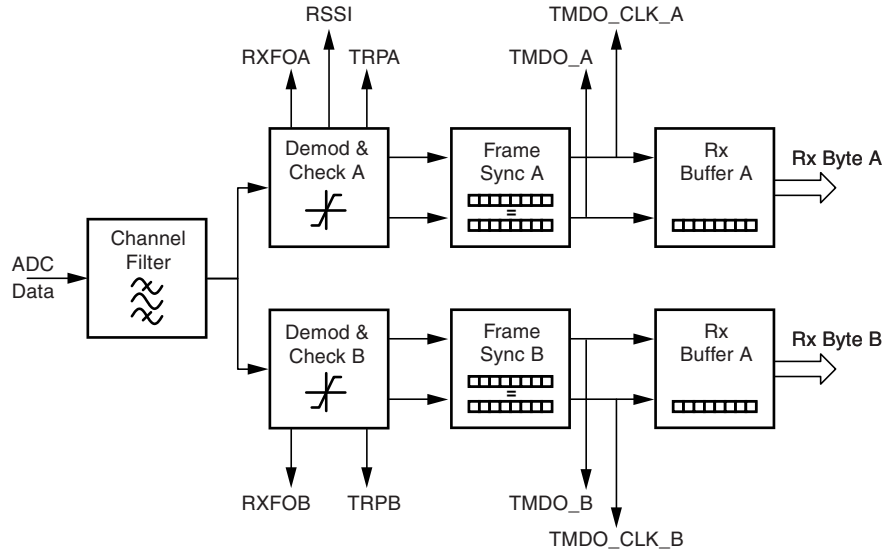 RSSI
TMDO_CLK_A
RXFOA
TRPA
TMDO_A
Demod &
Check A
Frame
Sync A
=
Rx
Buffer A
Rx Byte A
Channel
Filter
ADC
Data
Demod &
Check B
Frame
Sync B
=
Rx
Buffer A
Rx Byte B
RXFOB
TRPB
TMDO_B
TMDO_CLK_B